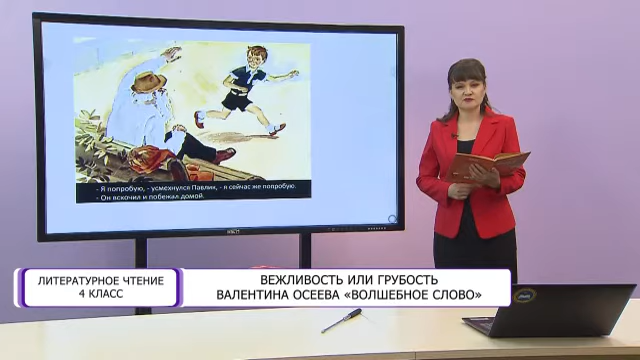 - Я попробую, - усмехнулся Павлик, - я сейчас же попробую.
- Он вскочил и побежал домой.
ЛИТЕРАТУРНОЕ ЧТЕНИЕ
4 КЛАСС
ВЕЖЛИВОСТЬ ИЛИ ГРУБОСТЬ
ВАЛЕНТИНА ОСЕЕВА «ВОЛШЕБНОЕ СЛОВО»